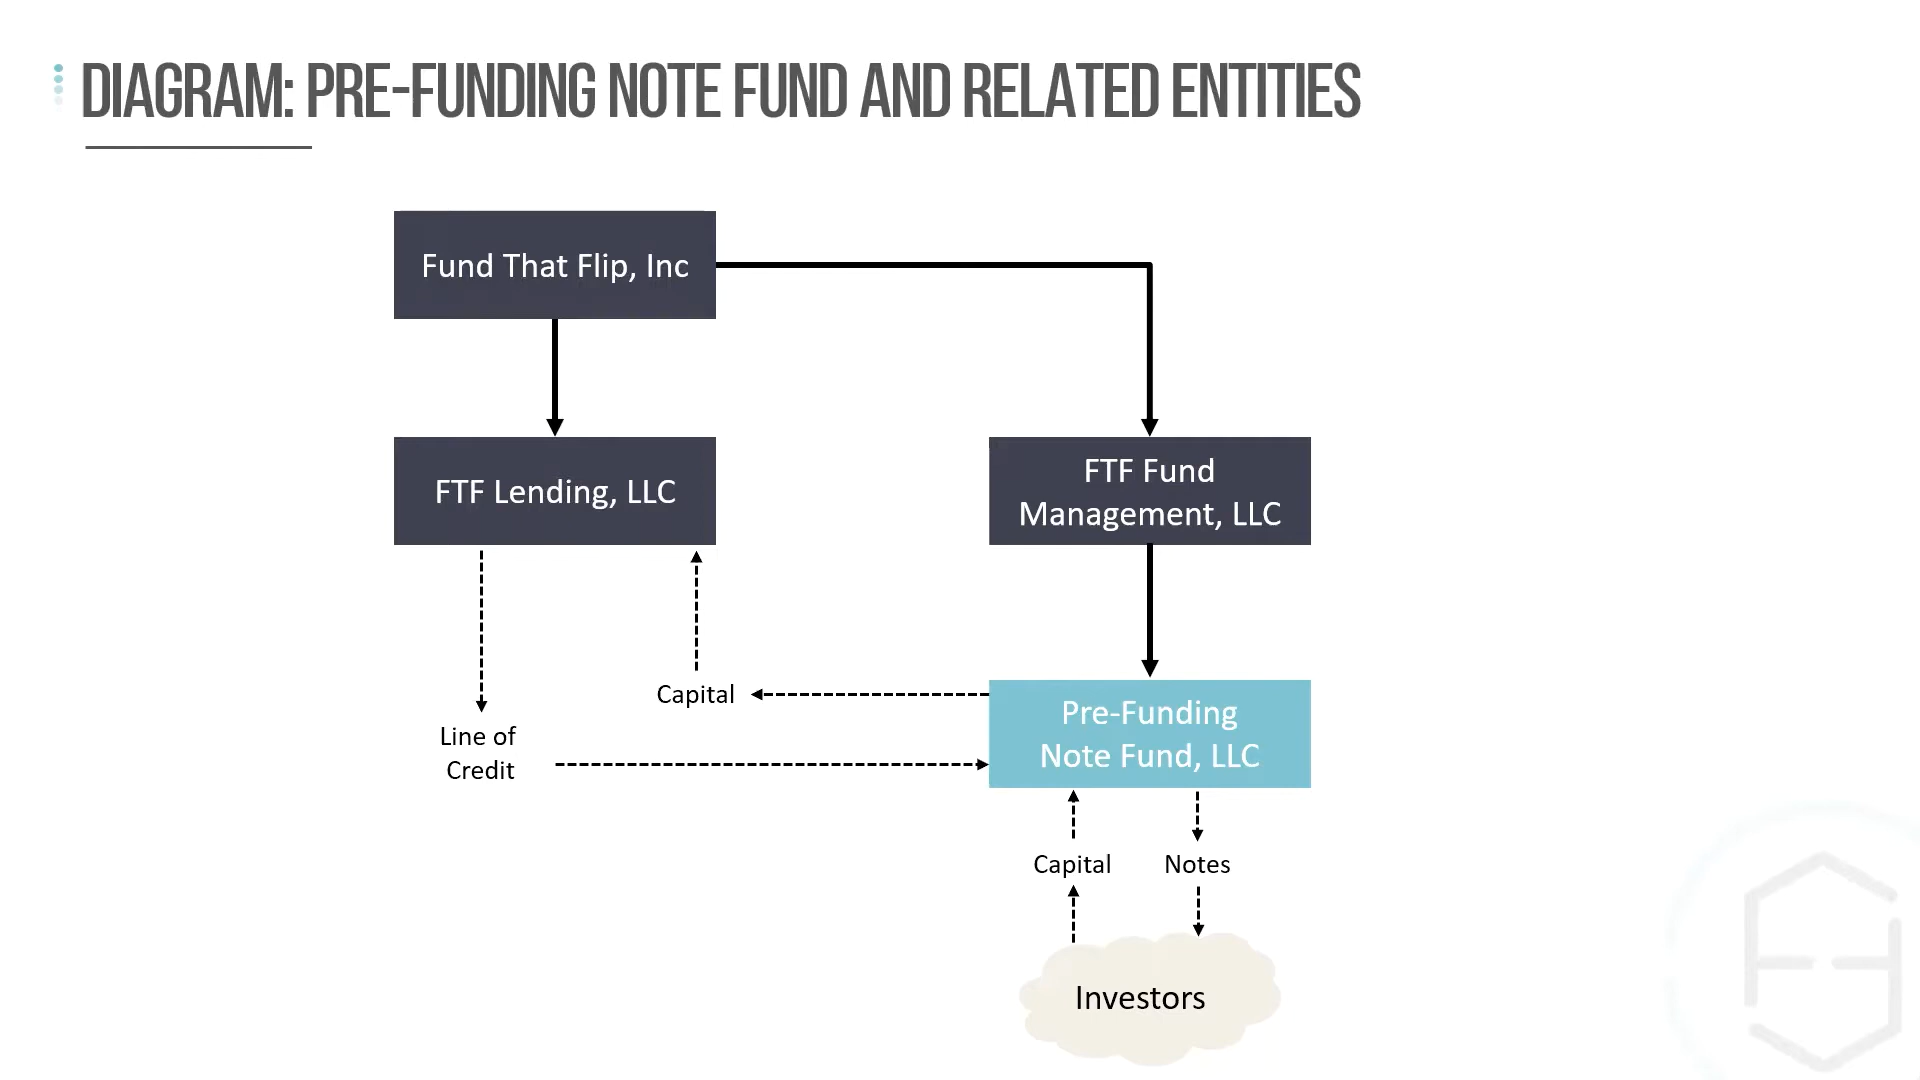 DIAGRAM: PRE-FUNDING NOTE FUND AND RELATED ENTITIES
Fund That Flip, Inc
FTF Lending, LLC
FTF Fund
Management, LLC
Capital
Line of
Credit
Pre-Funding
Note Fund, LLC
Capital
Notes
Investors